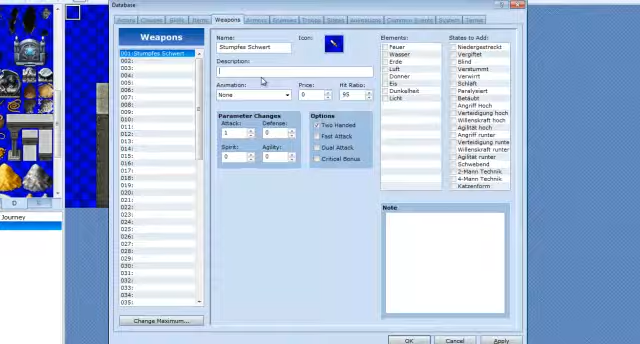 Database
Actors Classes Skills Items Weapons Armors Enemies Troops States Animations Common Events System Terms
Weapons
001:Stumpfes Schwert
002:
003:
004:
005:
006:
007:
008:
009:
010:
011:
012:
013:
014:
015:
016:
017:
018:
019:
020:
021:
022:
023:
024:
025:
026:
027:
028:
029:
030:
031:
032:
033:
034:
035:
Change Maximum...
Name:
Stumpfes Schwert
Icon:
Description:
Animation:
None
Price:
0
Hit Ratio:
95
Parameter Changes
Attack:
1
Defense:
0
Spirit:
0
Agility:
0
Options
Two Handed
Fast Attack
Dual Attack
Critical Bonus
Elements:
Feuer
Wasser
Erde
Luft
Donner
Eis
Dunkelheit
Licht
States to Add:
Niedergestreckt
Vergiftet
Blind
Verstummt
Verwirrt
Schlaft
Paralysiert
Betäubt
Angriff Hoch
Verteidigung hoch
Willenskraft hoch
Agilität hoch
Angriff runter
Verteidigung runte
Willenskraft runter
Agilität runter
Schwebend
2-Mann Technik
4-Mann Technik
Katzenform
Note
OK
Cancel
Apply
D
Journey